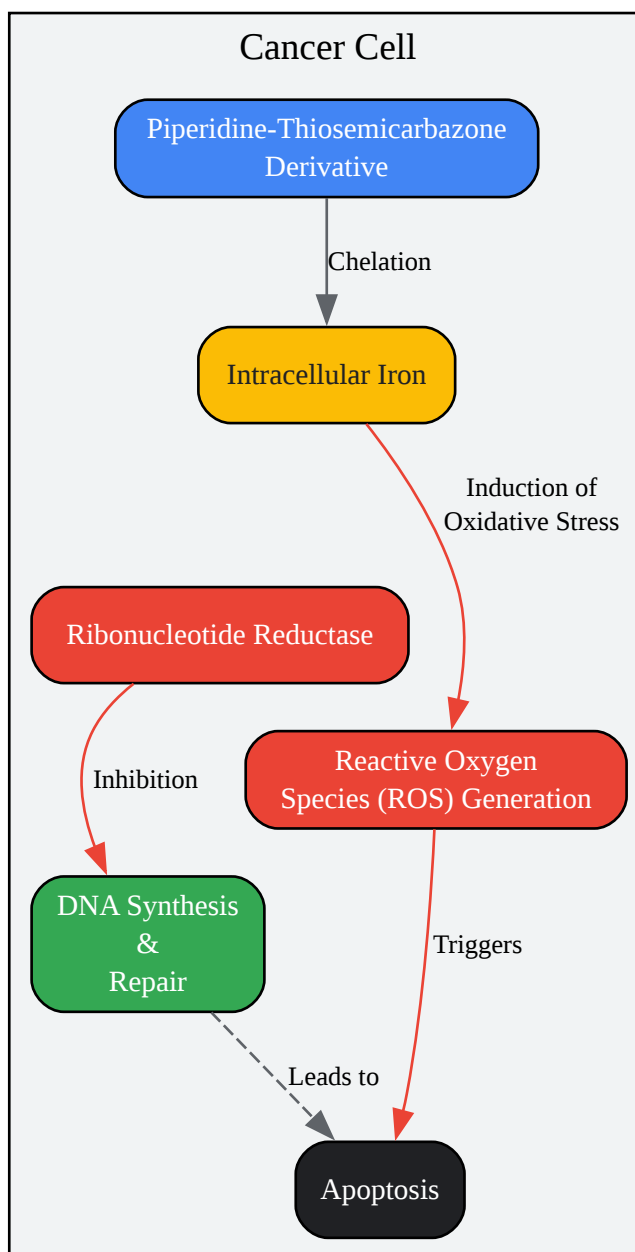 Cancer Cell
Piperidine-Thiosemicarbazone
Derivative
Chelation
Intracellular Iron
Induction of
Oxidative Stress
Ribonucleotide Reductase
Reactive Oxygen
Species (ROS) Generation
Inhibition
DNA Synthesis
&
Repair
Triggers
Leads to
Apoptosis